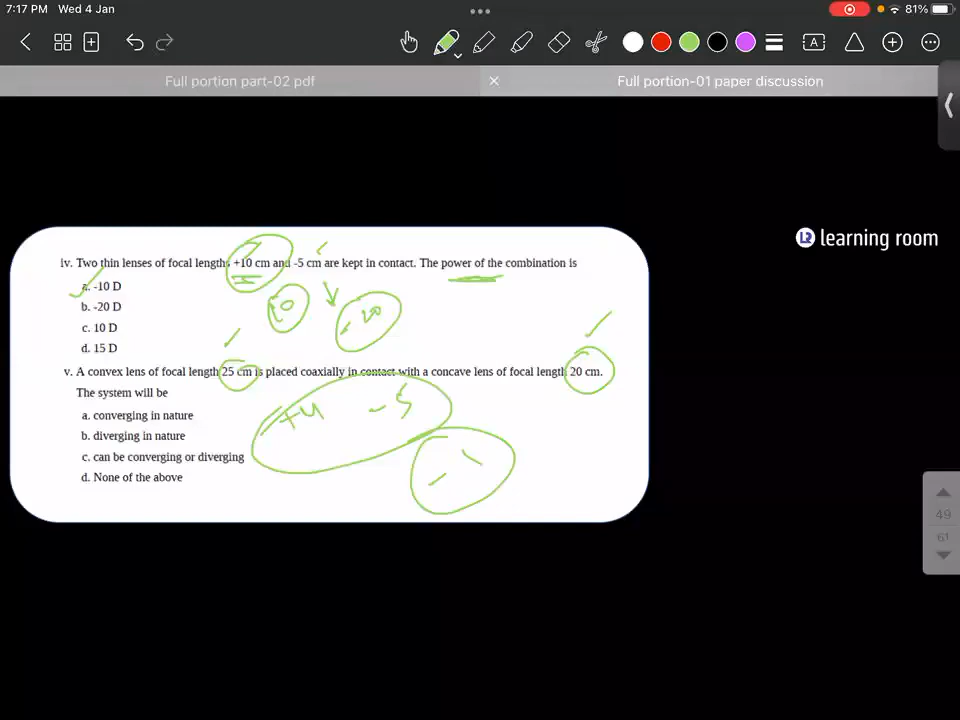 7:17 PM Wed 4 Jan
81%
A
Full portion part-02 pdf
Full portion-01 paper discussion
LR learning room
iv. Two thin lenses of focal lengths +10 cm and -5 cm are kept in contact. The power of the combination is
a. -10 D
b. -20 D
-20
c. 10 D
d. 15 D
v. A convex lens of focal length 25 cm is placed coaxially in contact with a concave lens of focal length 20 cm.
The system will be
+4 -5
a. converging in nature
b. diverging in nature
c. can be converging or diverging
-1
d. None of the above
49
61